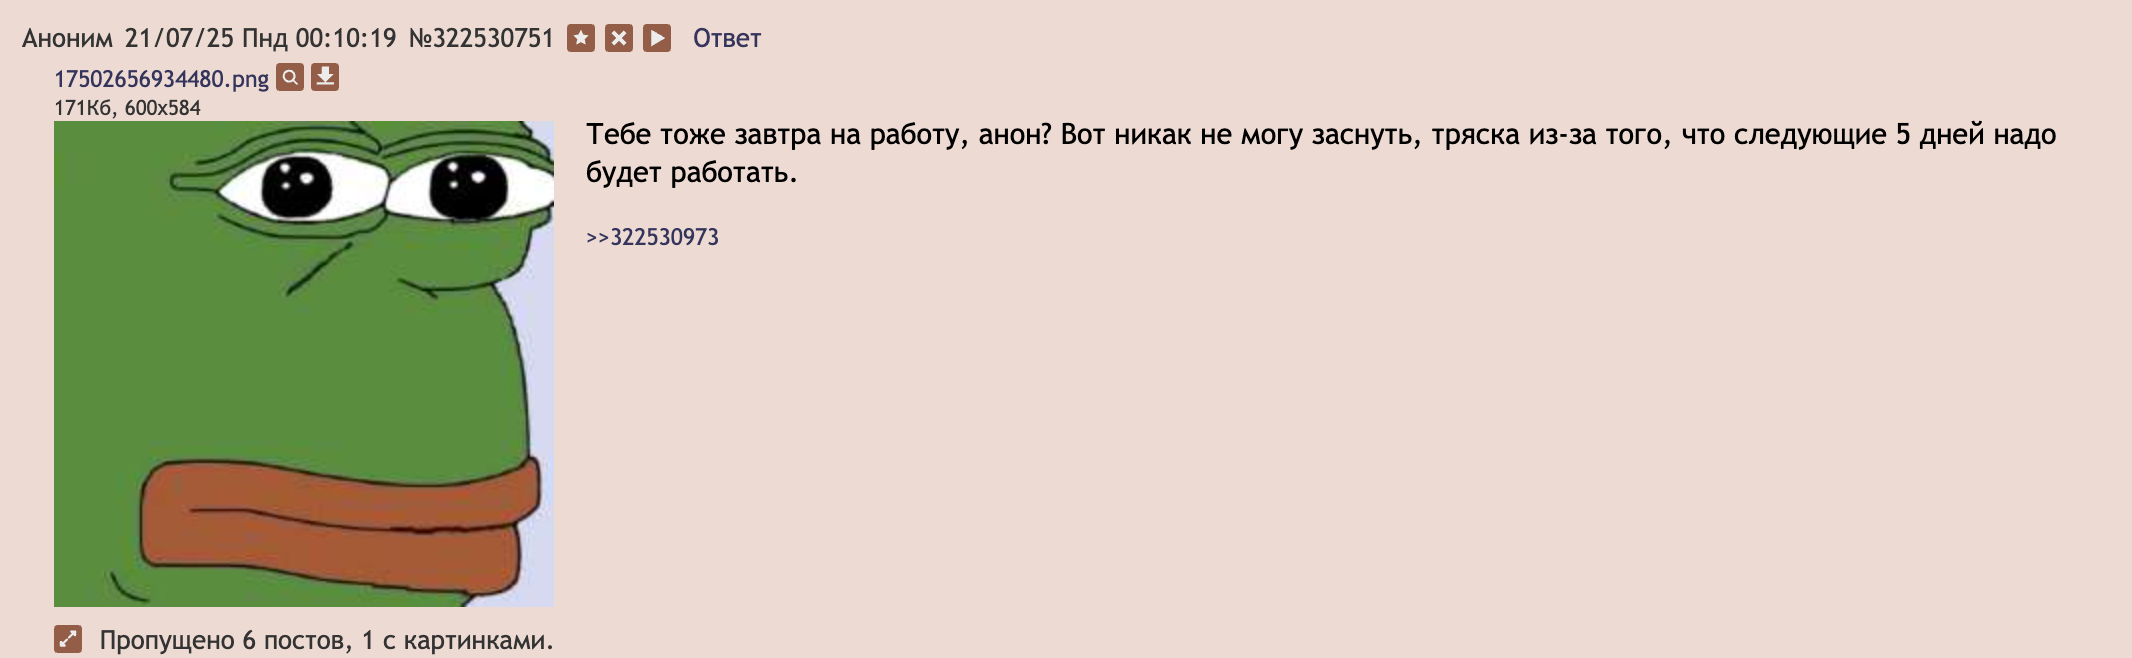 Аноним 21/07/25 Пнд 00:10:19 №322530751 Ответ
17502656934480.png
171Кб, 600x584
Тебе тоже завтра на работу, анон? Вот никак не могу заснуть, тряска из-за того, что следующие 5 дней надо
будет работать.
>>322530973
Пропущено 6 постов, 1 с картинками.